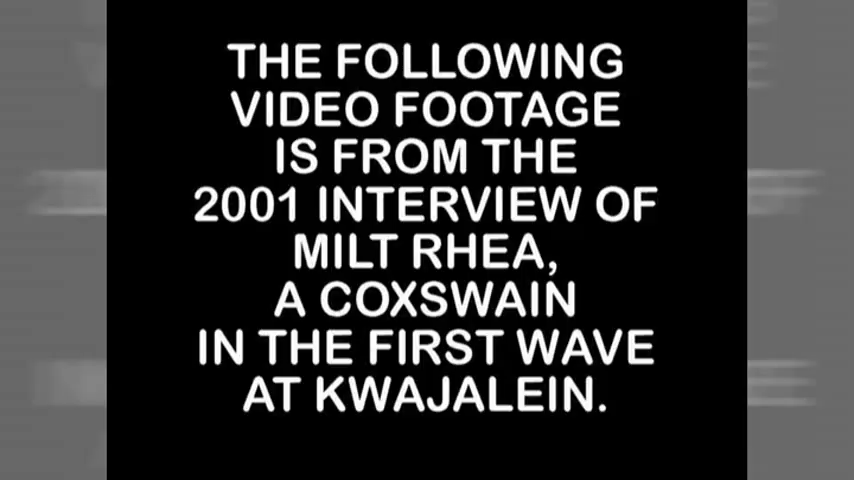 THE FOLLOWING
VIDEO FOOTAGE
IS FROM THE
2001 INTERVIEW OF
MILT RHEA,
A COXSWAIN
IN THE FIRST WAVE
AT KWAJALEIN.